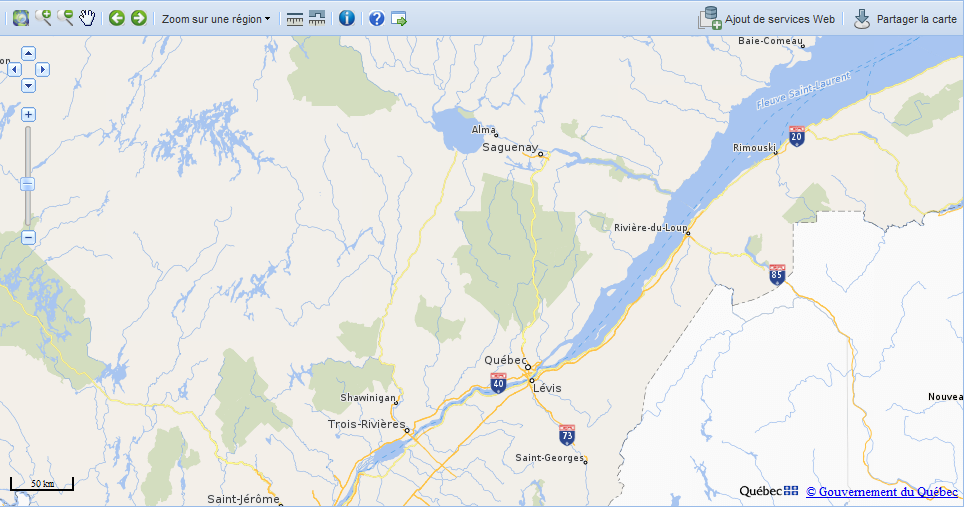 Zoom sur une région
Ajout de services Web
Partager la carte
Baie-Comeau
on
Fleuve Saint-Laurent
Alma
20
Saguenay
Rimouski
Rivière-du-Loup
85
Québec
40
Lévis
Shawinigan
Nouvea
Trois-Rivières
73
Saint-Georges
50 km
Saint-Jérôme
Québec
© Gouvernement du Québec